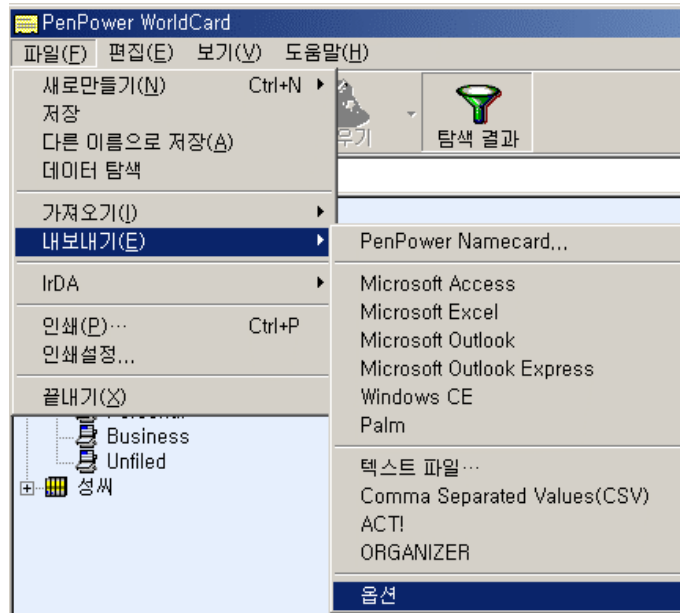 PenPower WorldCard
파일(F) 편집(E) 보기(V) 도움말(H)
새로만들기(N) Ctrl+N
저장
다른 이름으로 저장(A)
데이터 탐색
가져오기(I)
내보내기(E)
IrDA
인쇄(P)… Ctrl+P
인쇄설정...
끝내기(X)
탐색 결과
PenPower Namecard...
Microsoft Access
Microsoft Excel
Microsoft Outlook
Microsoft Outlook Express
Windows CE
Palm
텍스트 파일…
Comma Separated Values(CSV)
ACT!
ORGANIZER
옵션
Business
Unfiled
성씨